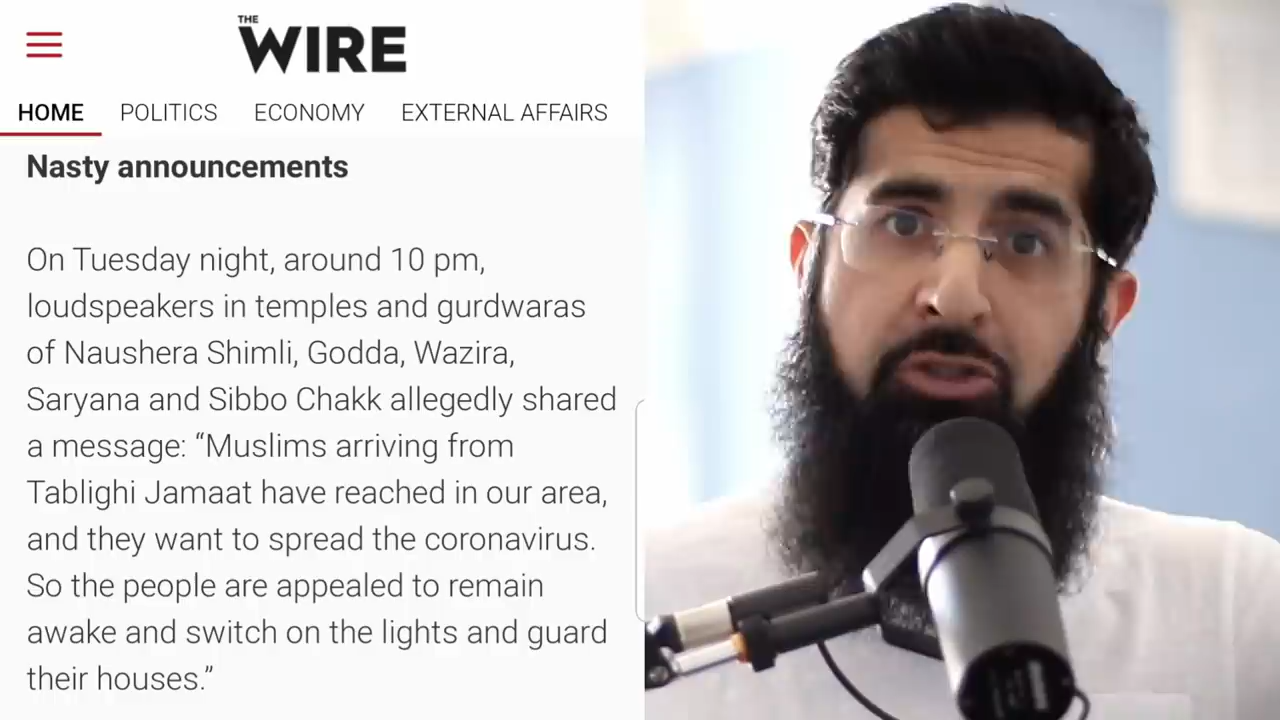 THE
WIRE
HOME POLITICS ECONOMY EXTERNAL AFFAIRS
Nasty announcements
On Tuesday night, around 10 pm,
loudspeakers in temples and gurdwaras
of Naushera Shimli, Godda, Wazira,
Saryana and Sibbo Chakk allegedly shared
a message: “Muslims arriving from
Tablighi Jamaat have reached in our area,
and they want to spread the coronavirus.
So the people are appealed to remain
awake and switch on the lights and guard
their houses.”